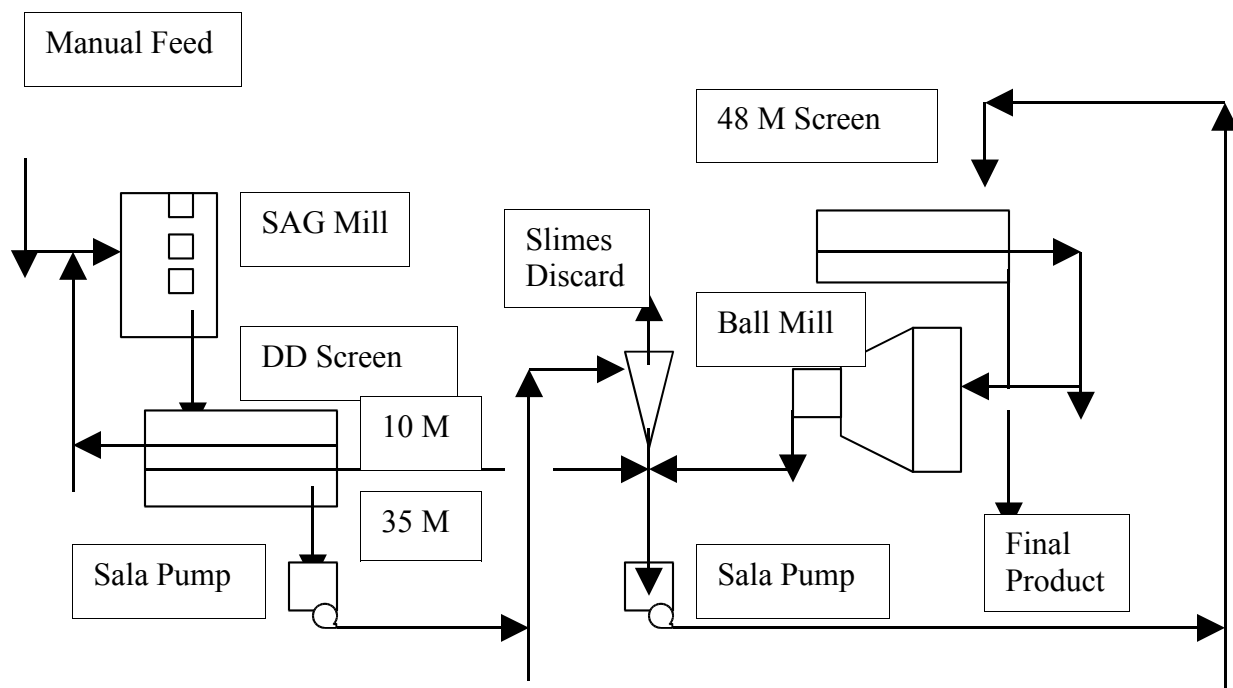 Manual Feed
48 M Screen
SAG Mill
Slimes
Discard
Ball Mill
DD Screen
10 M
35 M
Sala Pump
Sala Pump
Final
Product